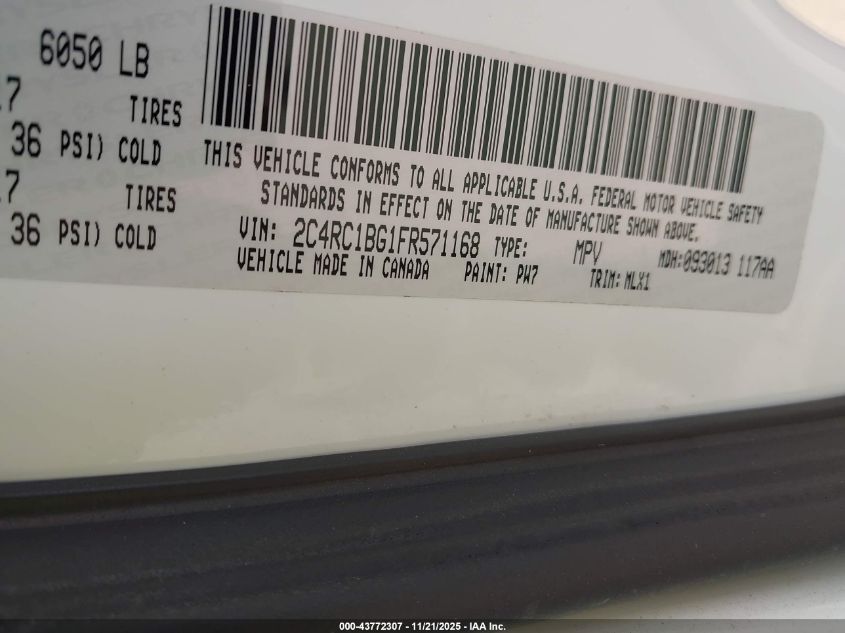 6050 LB
17 TIRES
36 PSI) COLD
17 TIRES
36 PSI) COLD
THIS VEHICLE CONFORMS TO ALL APPLICABLE U.S.A. FEDERAL MOTOR VEHICLE SAFETY
STANDARDS IN EFFECT ON THE DATE OF MANUFACTURE SHOWN ABOVE.
VIN: 2C4RC1BG1FR571168 TYPE: MPV MDH:093013 117AA
VEHICLE MADE IN CANADA PAINT: PW7 TRIM: MLX1
000-43772307 - 11/21/2025 - IAA Inc.